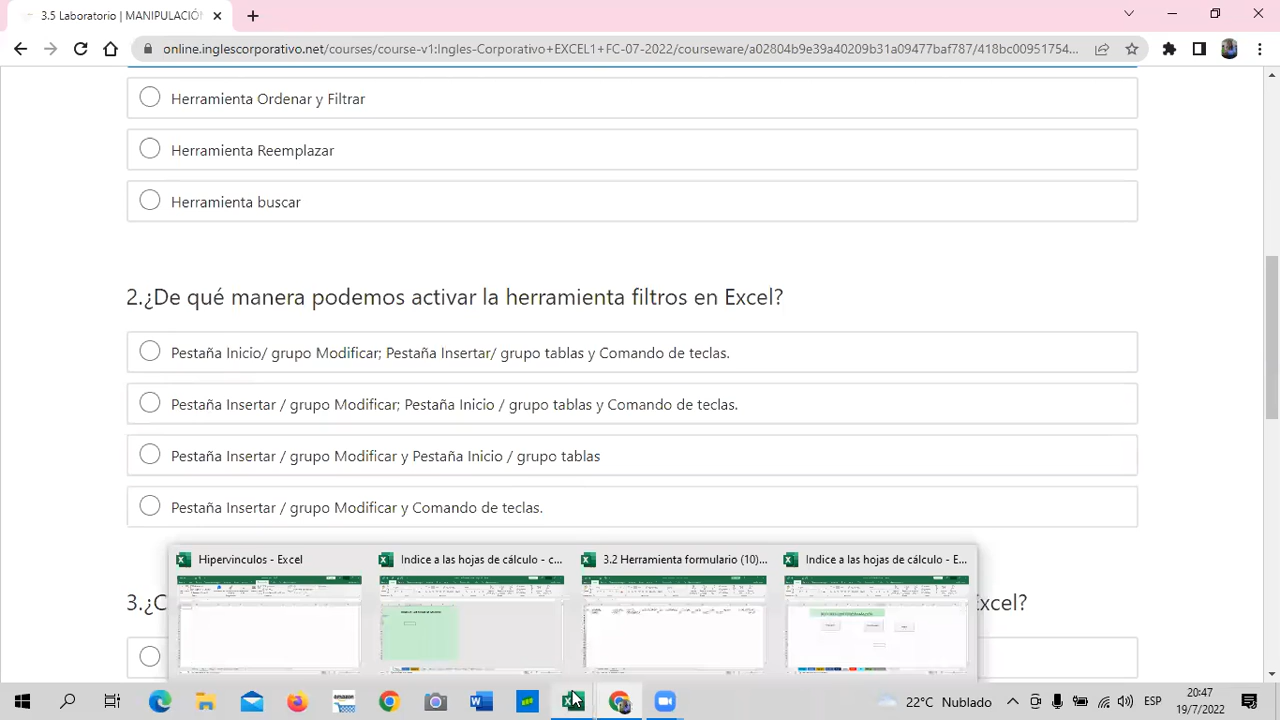 3.5 Laboratorio | MANIPULACIÓN
online.inglescorporativo.net/courses/course-v1:Ingles-Corporativo+EXCEL1+FC-07-2022/courseware/a02804b9e39a40209b31a09477baf787/418bc00951754...
Herramienta Ordenar y Filtrar
Herramienta Reemplazar
Herramienta buscar
2.¿De qué manera podemos activar la herramienta filtros en Excel?
Pestaña Inicio/ grupo Modificar; Pestaña Insertar/ grupo tablas y Comando de teclas.
Pestaña Insertar / grupo Modificar; Pestaña Inicio / grupo tablas y Comando de teclas.
Pestaña Insertar / grupo Modificar y Pestaña Inicio / grupo tablas
Pestaña Insertar / grupo Modificar y Comando de teclas.
Hipervinculos - Excel
Indice a las hojas de cálculo - c...
3.2 Herramienta formulario (10)...
Indice a las hojas de cálculo - E...
3.¿C
xcel?
22°C Nublado
ESP
20:47
19/7/2022